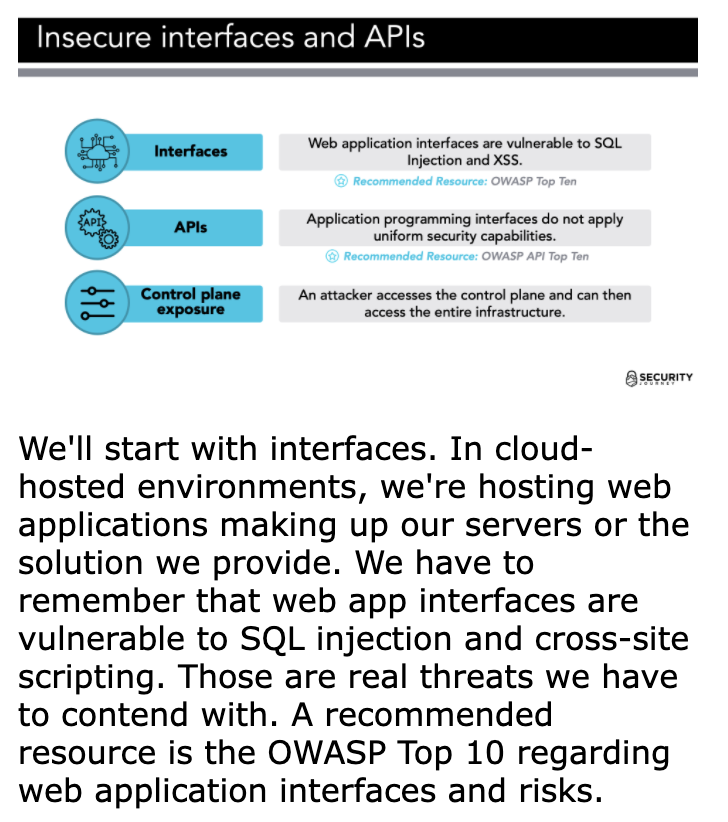 Insecure interfaces and APIs
Interfaces
Web application interfaces are vulnerable to SQL
Injection and XSS.
Recommended Resource: OWASP Top Ten
API
APIs
Application programming interfaces do not apply
uniform security capabilities.
Recommended Resource: OWASP API Top Ten
Control plane
exposure
An attacker accesses the control plane and can then
access the entire infrastructure.
SECURITY
JOURNEY
We'll start with interfaces. In cloud-
hosted environments, we're hosting web
applications making up our servers or the
solution we provide. We have to
remember that web app interfaces are
vulnerable to SQL injection and cross-site
scripting. Those are real threats we have
to contend with. A recommended
resource is the OWASP Top 10 regarding
web application interfaces and risks.